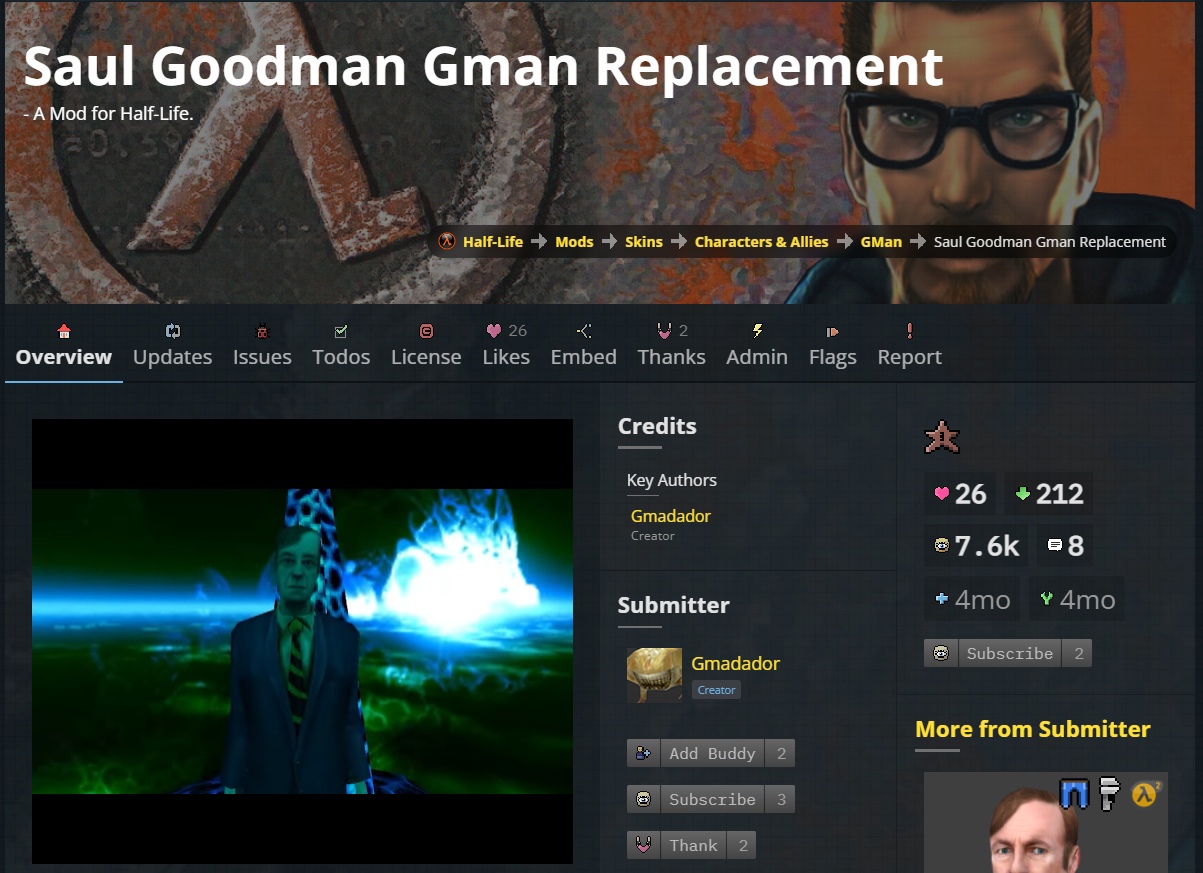 Saul Goodman Gman Replacement
- A Mod for Half-Life.
Half-Life Mods Skins Characters & Allies GMan Saul Goodman Gman Replacement
26 2
Overview Updates Issues Todos License Likes Embed Thanks Admin Flags Report
Credits
Key Authors
Gmadador
Creator
Submitter
Gmadador
Creator
Add Buddy 2
Subscribe 3
Thank 2
1
26 212
7.6k 8
4mo 4mo
Subscribe 2
More from Submitter